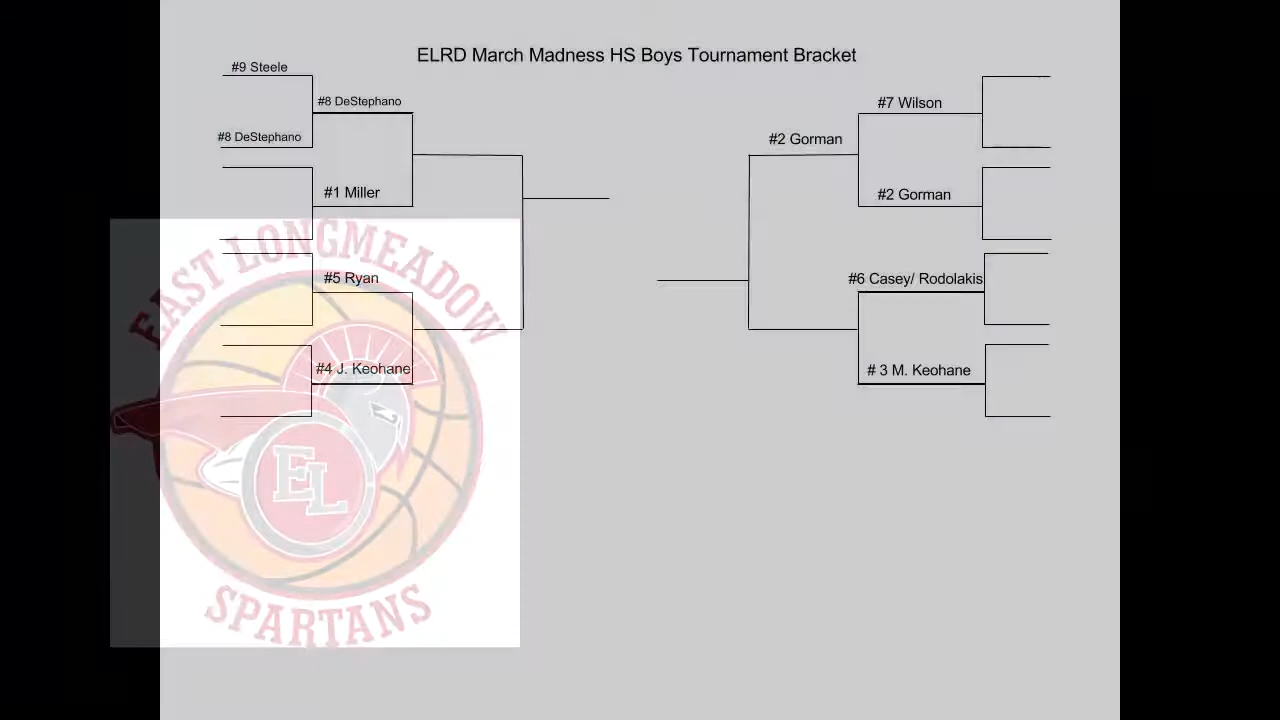 ELRD March Madness HS Boys Tournament Bracket
#9 Steele
#8 DeStephano
#8 DeStephano
#1 Miller
#5 Ryan
#4 J. Keohane
#7 Wilson
#2 Gorman
#2 Gorman
#6 Casey/ Rodolakis
# 3 M. Keohane
EAST LONGMEADOW
EL
SPARTANS